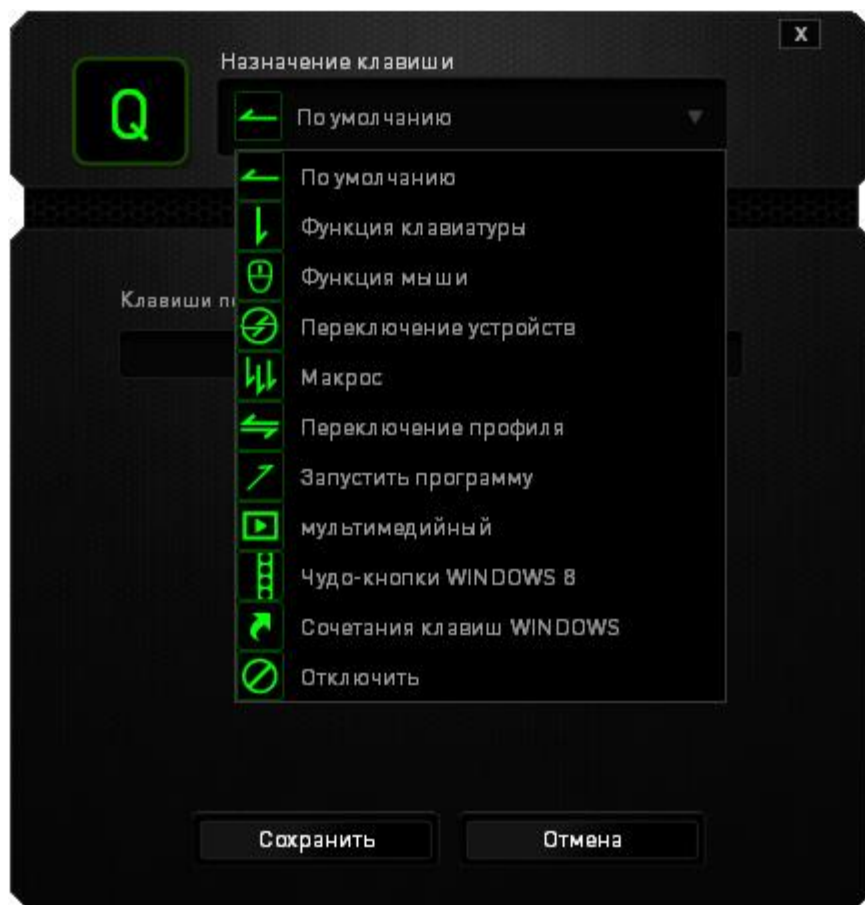 X
Назначение клавиши
Q
По умолчанию
По умолчанию
Функция клавиатуры
Функция мыши
Клавиши
Переключение устройств
Макрос
Переключение профиля
Запустить программу
мультимедийный
Чудо-кнопки WINDOWS 8
Сочетания клавиш WINDOWS
Отключить
Сохранить
Отмена